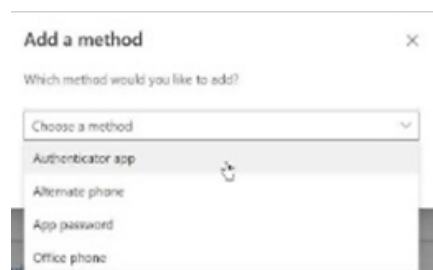 Add a method
Which method would you like to add?
Choose a method
Authenticator app
Alternate phone
App password
Office phone